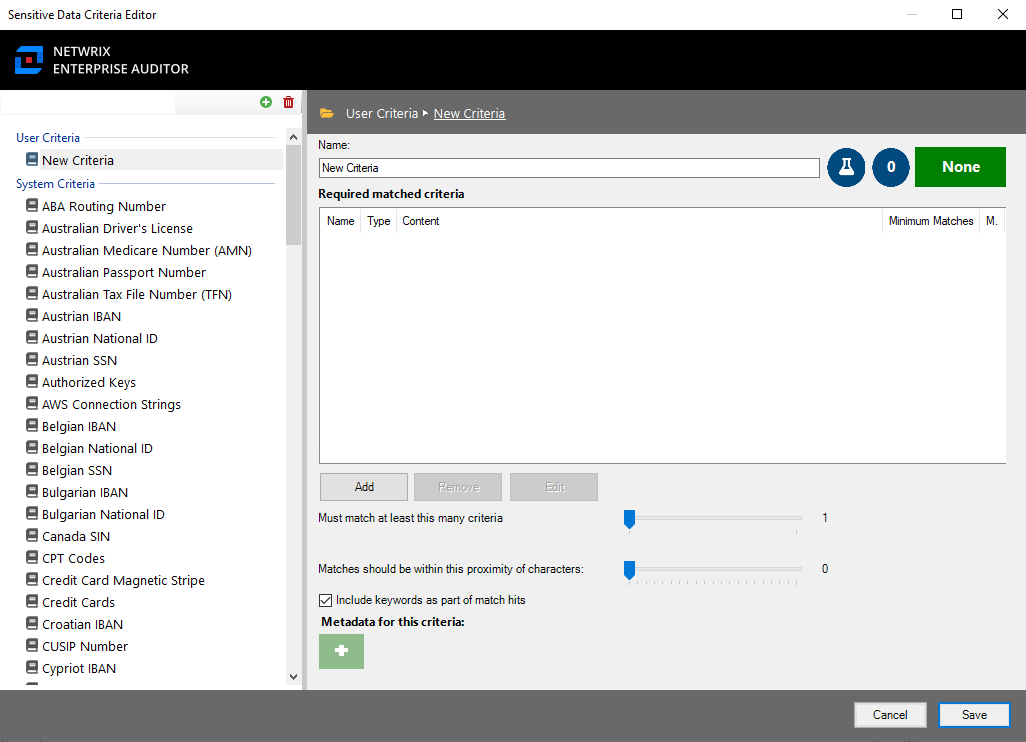 Sensitive Data Criteria Editor
NETWRIX
ENTERPRISE AUDITOR
User Criteria
New Criteria
System Criteria
ABA Routing Number
Australian Driver's License
Australian Medicare Number (AMN)
Australian Passport Number
Australian Tax File Number (TFN)
Austrian IBAN
Austrian National ID
Austrian SSN
Authorized Keys
AWS Connection Strings
Belgian IBAN
Belgian National ID
Belgian SSN
Bulgarian IBAN
Bulgarian National ID
Canada SIN
CPT Codes
Credit Card Magnetic Stripe
Credit Cards
Croatian IBAN
CUSIP Number
Cypriot IBAN
User Criteria ▸ New Criteria
Name:
New Criteria
0
None
Required matched criteria
Name Type Content Minimum Matches M.
Add Remove Edit
Must match at least this many criteria 1
Matches should be within this proximity of characters: 0
Include keywords as part of match hits
Metadata for this criteria:
Cancel Save